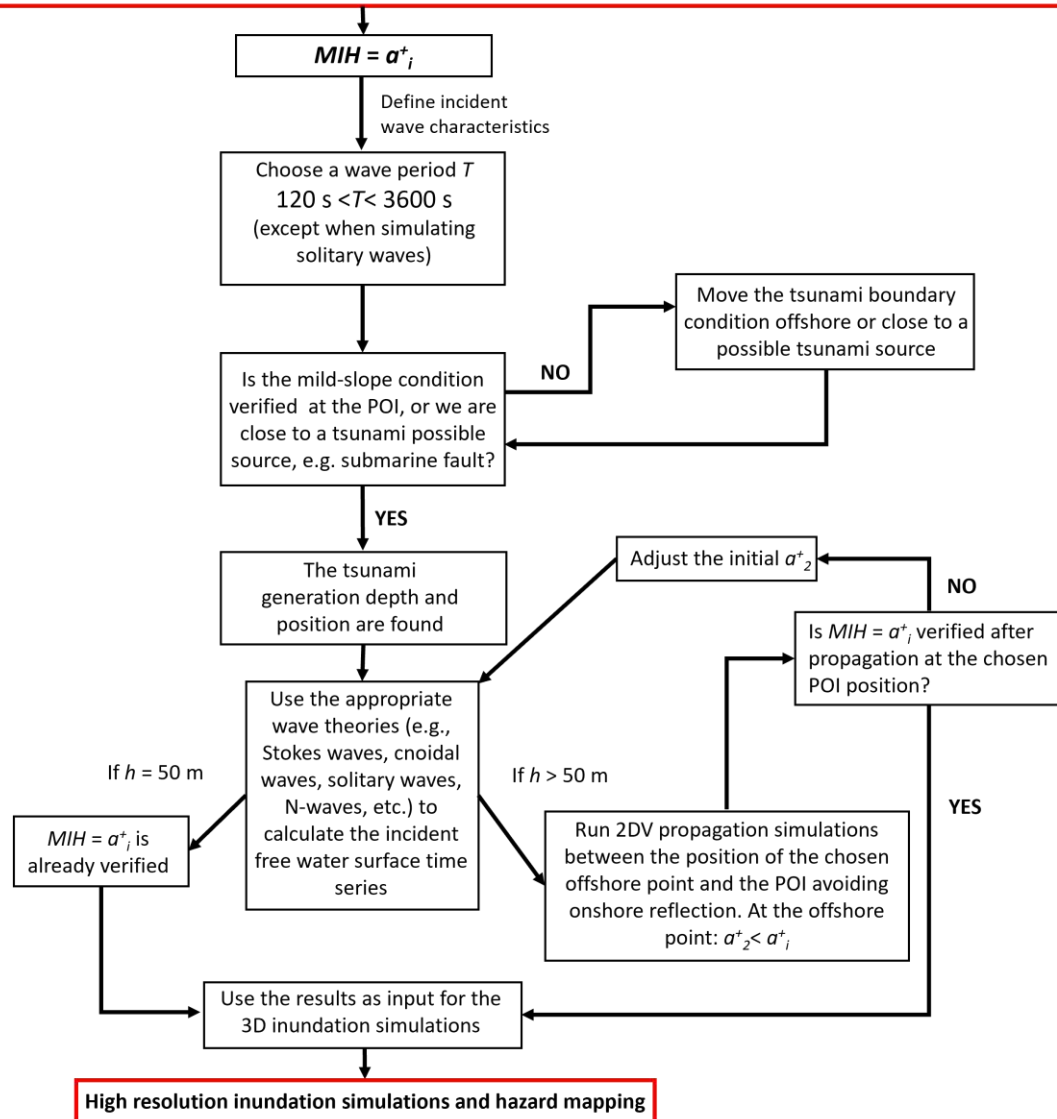 MIH = a⁺ᵢ
Define incident
wave characteristics
Choose a wave period T
120 s <T< 3600 s
(except when simulating
solitary waves)
Move the tsunami boundary
condition offshore or close to a
possible tsunami source
NO
Is the mild-slope condition
verified at the POI, or we are
close to a tsunami possible
source, e.g. submarine fault?
YES
The tsunami
generation depth and
position are found
Adjust the initial a⁺₂
NO
Is MIH = a⁺ᵢ verified after
propagation at the chosen
POI position?
Use the appropriate
wave theories (e.g.,
Stokes waves, cnoidal
waves, solitary waves,
N-waves, etc.) to
calculate the incident
free water surface time
series
If h = 50 m
If h > 50 m
YES
MIH = a⁺ᵢ is
already verified
Run 2DV propagation simulations
between the position of the chosen
offshore point and the POI avoiding
onshore reflection. At the offshore
point: a⁺₂< a⁺ᵢ
Use the results as input for the
3D inundation simulations
High resolution inundation simulations and hazard mapping